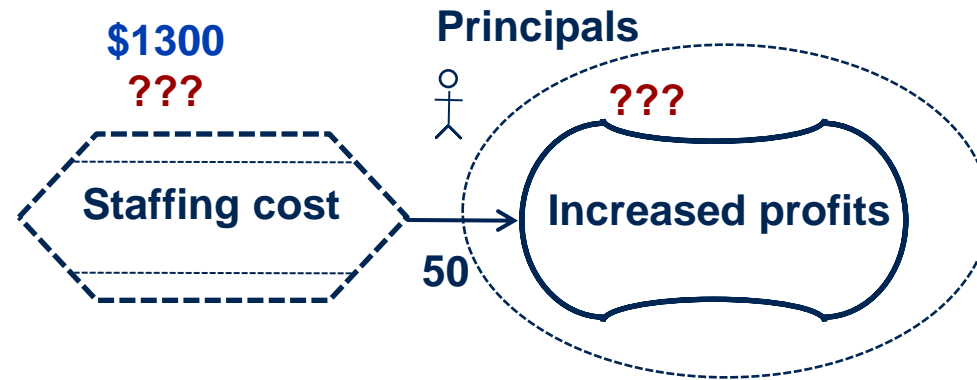 $1300
???
Principals
???
Staffing cost
Increased profits
50